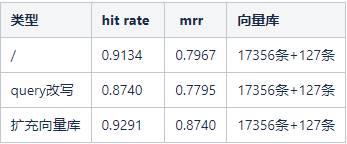 类型 hit rate mrr 向量库
/ 0.9134 0.7967 17356条+127条
query改写 0.8740 0.7795 17356条+127条
扩充向量库 0.9291 0.8740 17356条+127条